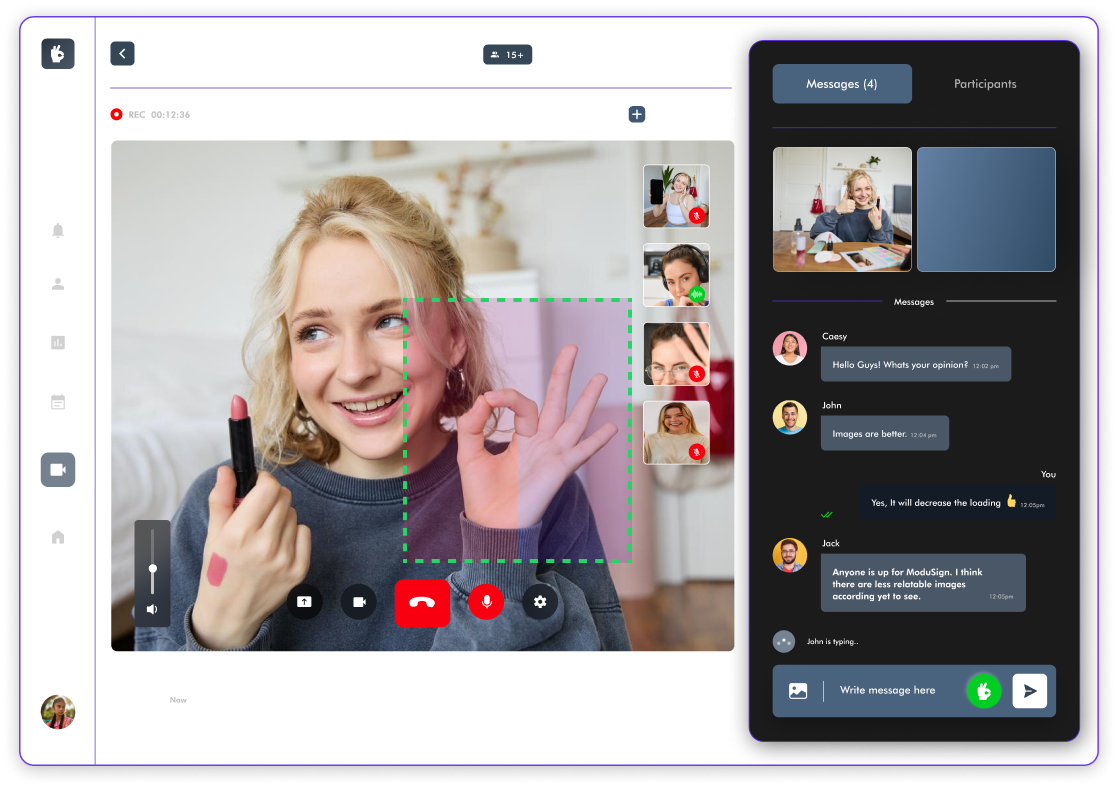 15+
REC 00:12:36
Now
Messages (4)
Participants
Messages
Caesy
Hello Guys! Whats your opinion? 12:02 pm
John
Images are better. 12:04 pm
You
Yes, It will decrease the loading 👍 12:05pm
Jack
Anyone is up for ModuSign. I think
there are less relatable images
according yet to see. 12:05pm
John is typing..
Write message here